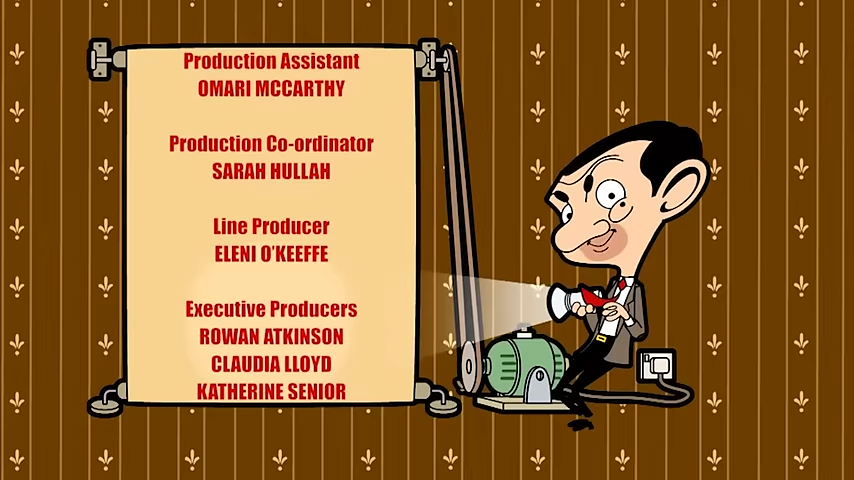 Production Assistant
OMARI MCCARTHY
Production Co-ordinator
SARAH HULLAH
Line Producer
ELENI O'KEEFFE
Executive Producers
ROWAN ATKINSON
CLAUDIA LLOYD
KATHERINE SENIOR